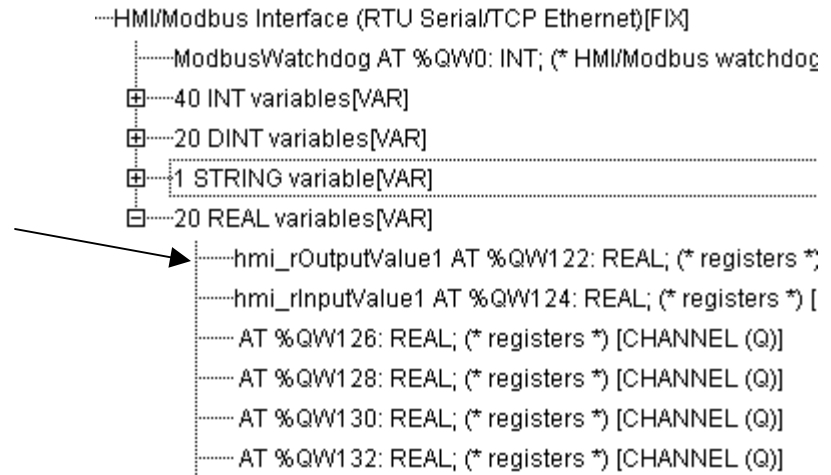 HMI/Modbus Interface (RTU Serial/TCP Ethernet)[FIX]
ModbusWatchdog AT %QW0: INT; (* HMI/Modbus watchdog
40 INT variables[VAR]
20 DINT variables[VAR]
1 STRING variable[VAR]
20 REAL variables[VAR]
hmi_rOutputValue1 AT %QW122: REAL; (* registers *)
hmi_rInputValue1 AT %QW124: REAL; (* registers *) [
AT %QW126: REAL; (* registers *) [CHANNEL (Q)]
AT %QW128: REAL; (* registers *) [CHANNEL (Q)]
AT %QW130: REAL; (* registers *) [CHANNEL (Q)]
AT %QW132: REAL; (* registers *) [CHANNEL (Q)]